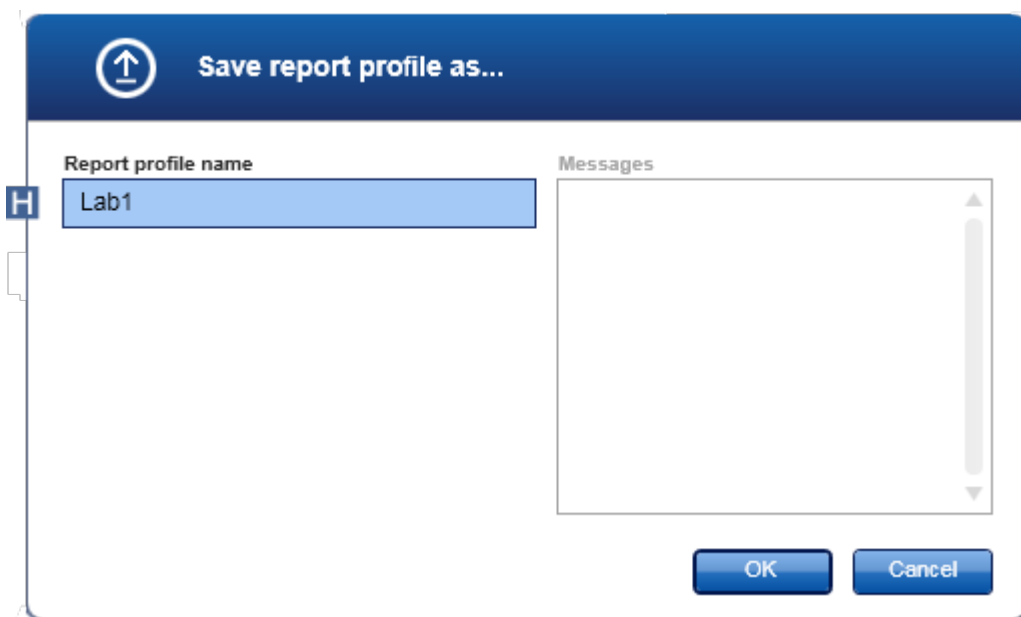 Save report profile as...
Report profile name
Messages
H
Lab1
OK
Cancel